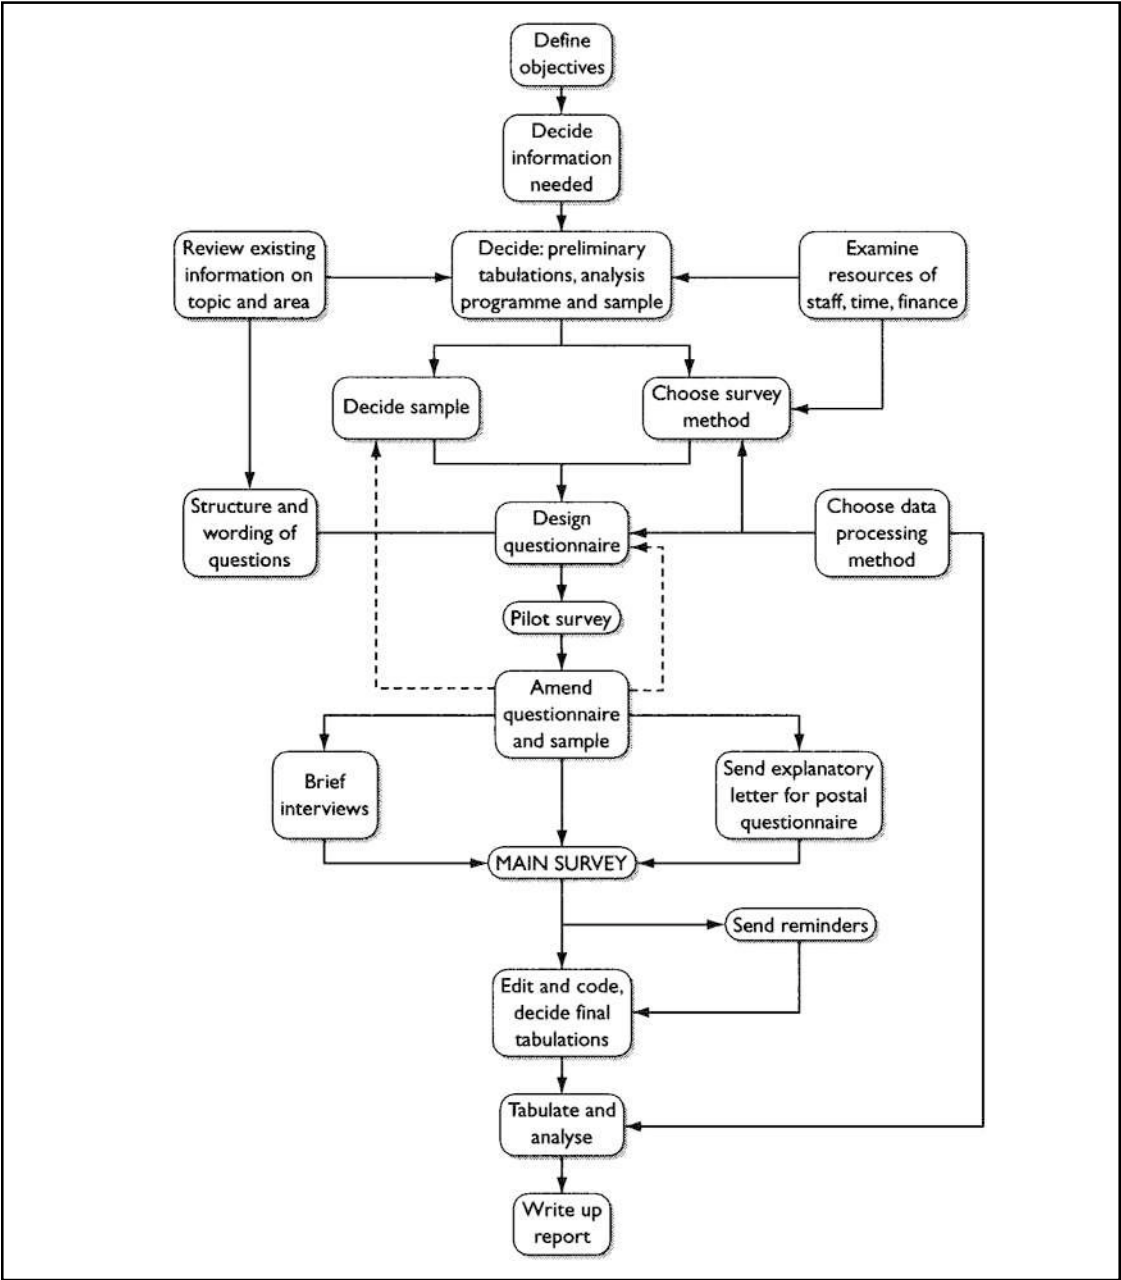 Define
objectives
Decide
information
needed
Review existing
information on
topic and area
Decide: preliminary
tabulations, analysis
programme and sample
Examine
resources of
staff, time, finance
Decide sample
Choose survey
method
Structure and
wording of
questions
Design
questionnaire
Choose data
processing
method
Pilot survey
Amend
questionnaire
and sample
Brief
interviews
Send explanatory
letter for postal
questionnaire
MAIN SURVEY
Send reminders
Edit and code,
decide final
tabulations
Tabulate and
analyse
Write up
report